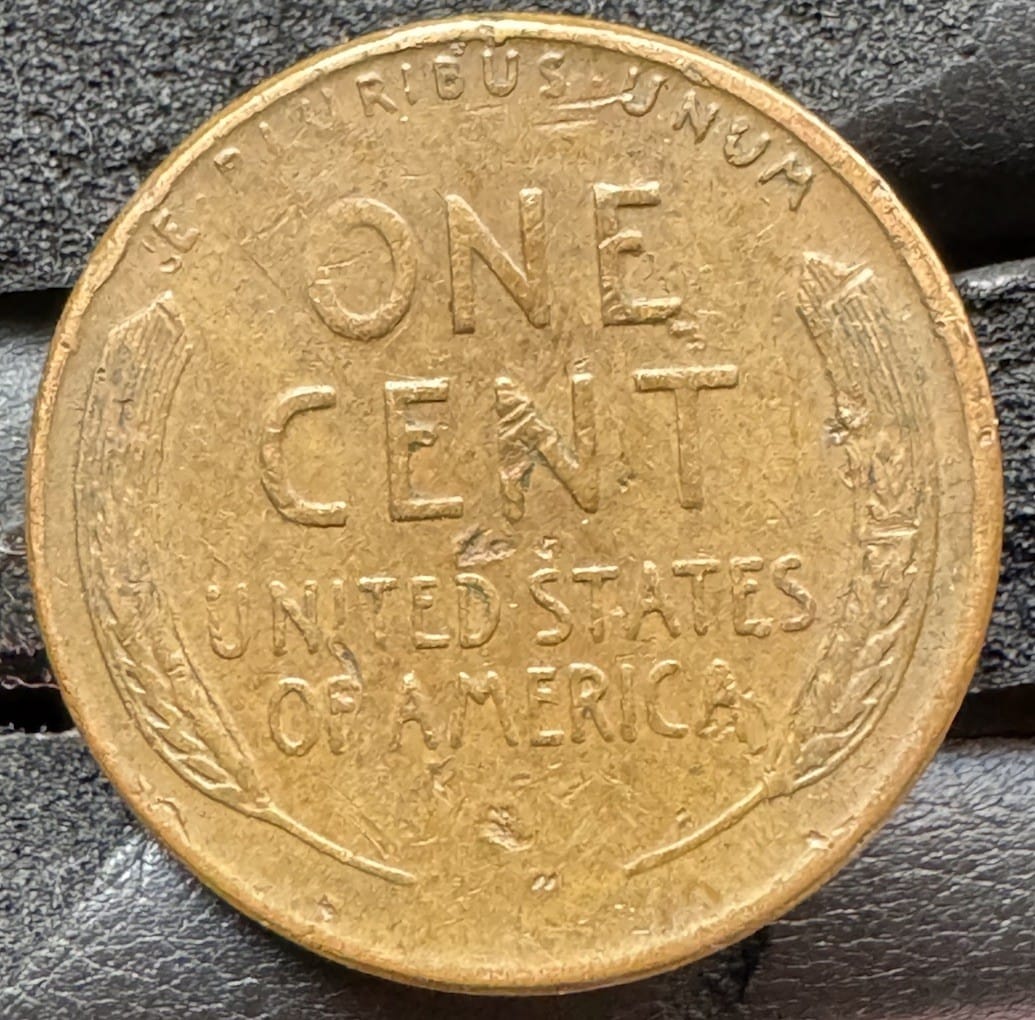 E·PLURIBUS·UNUM
ONE
CENT
UNITED STATES
OF AMERICA